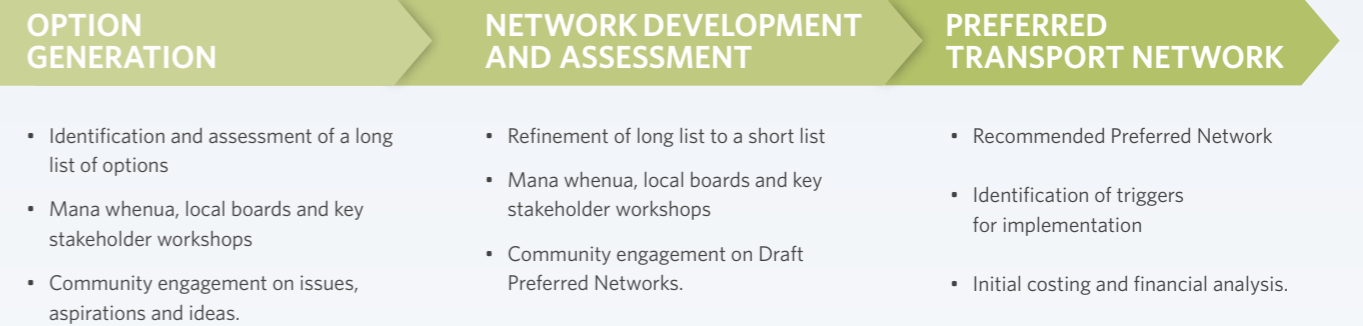 OPTION
GENERATION
• Identification and assessment of a long
list of options
• Mana whenua, local boards and key
stakeholder workshops
• Community engagement on issues,
aspirations and ideas.
NETWORK DEVELOPMENT
AND ASSESSMENT
• Refinement of long list to a short list
• Mana whenua, local boards and key
stakeholder workshops
• Community engagement on Draft
Preferred Networks.
PREFERRED
TRANSPORT NETWORK
• Recommended Preferred Network
• Identification of triggers
for implementation
• Initial costing and financial analysis.